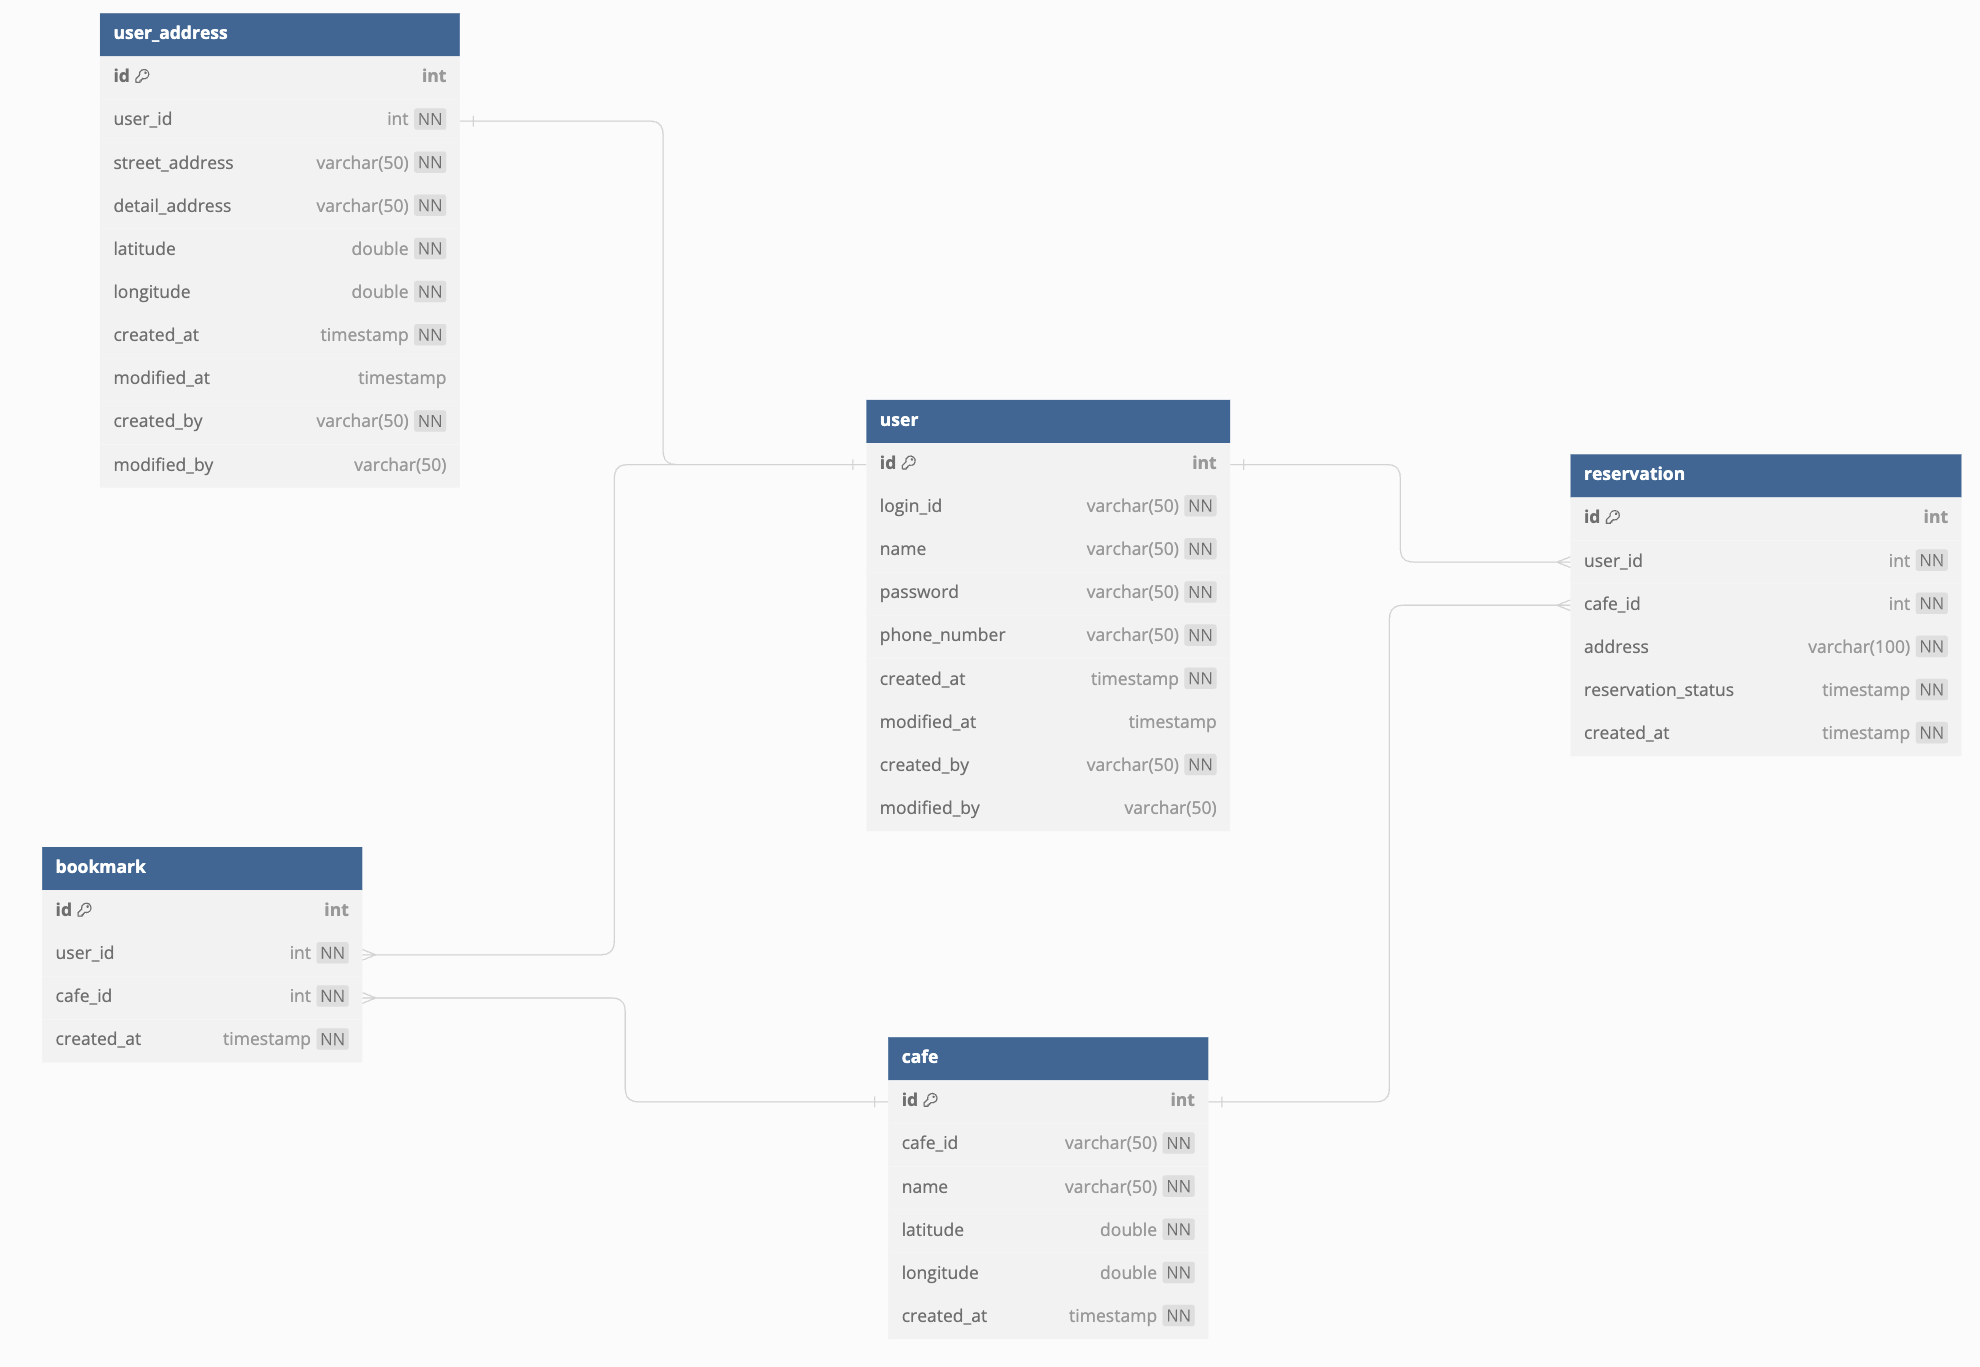 user_address
id int
user_id int NN
street_address varchar(50) NN
detail_address varchar(50) NN
latitude double NN
longitude double NN
created_at timestamp NN
modified_at timestamp
created_by varchar(50) NN
modified_by varchar(50)
user
id int
login_id varchar(50) NN
name varchar(50) NN
password varchar(50) NN
phone_number varchar(50) NN
created_at timestamp NN
modified_at timestamp
created_by varchar(50) NN
modified_by varchar(50)
reservation
id int
user_id int NN
cafe_id int NN
address varchar(100) NN
reservation_status timestamp NN
created_at timestamp NN
bookmark
id int
user_id int NN
cafe_id int NN
created_at timestamp NN
cafe
id int
cafe_id varchar(50) NN
name varchar(50) NN
latitude double NN
longitude double NN
created_at timestamp NN